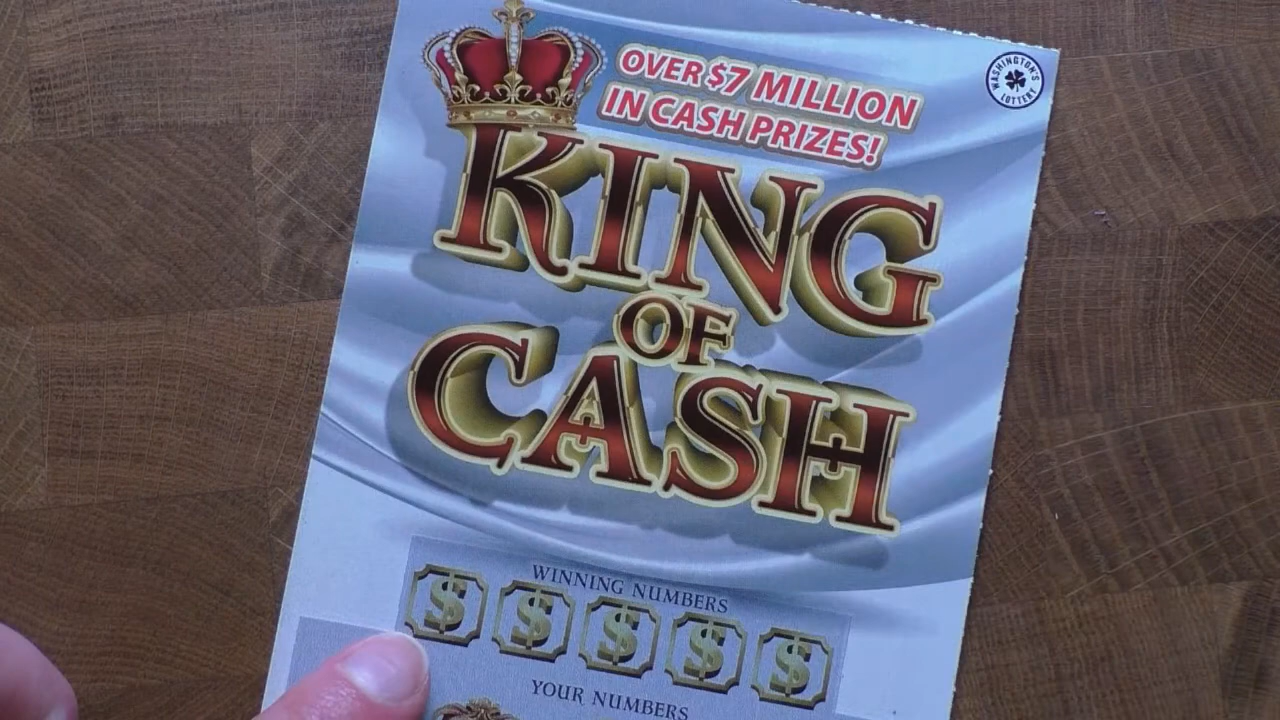 OVER $7 MILLION
IN CASH PRIZES!
WASHINGTON'S
LOTTERY
KING
OF
CASH
WINNING NUMBERS
$ $ $ $ $
YOUR NUMBERS